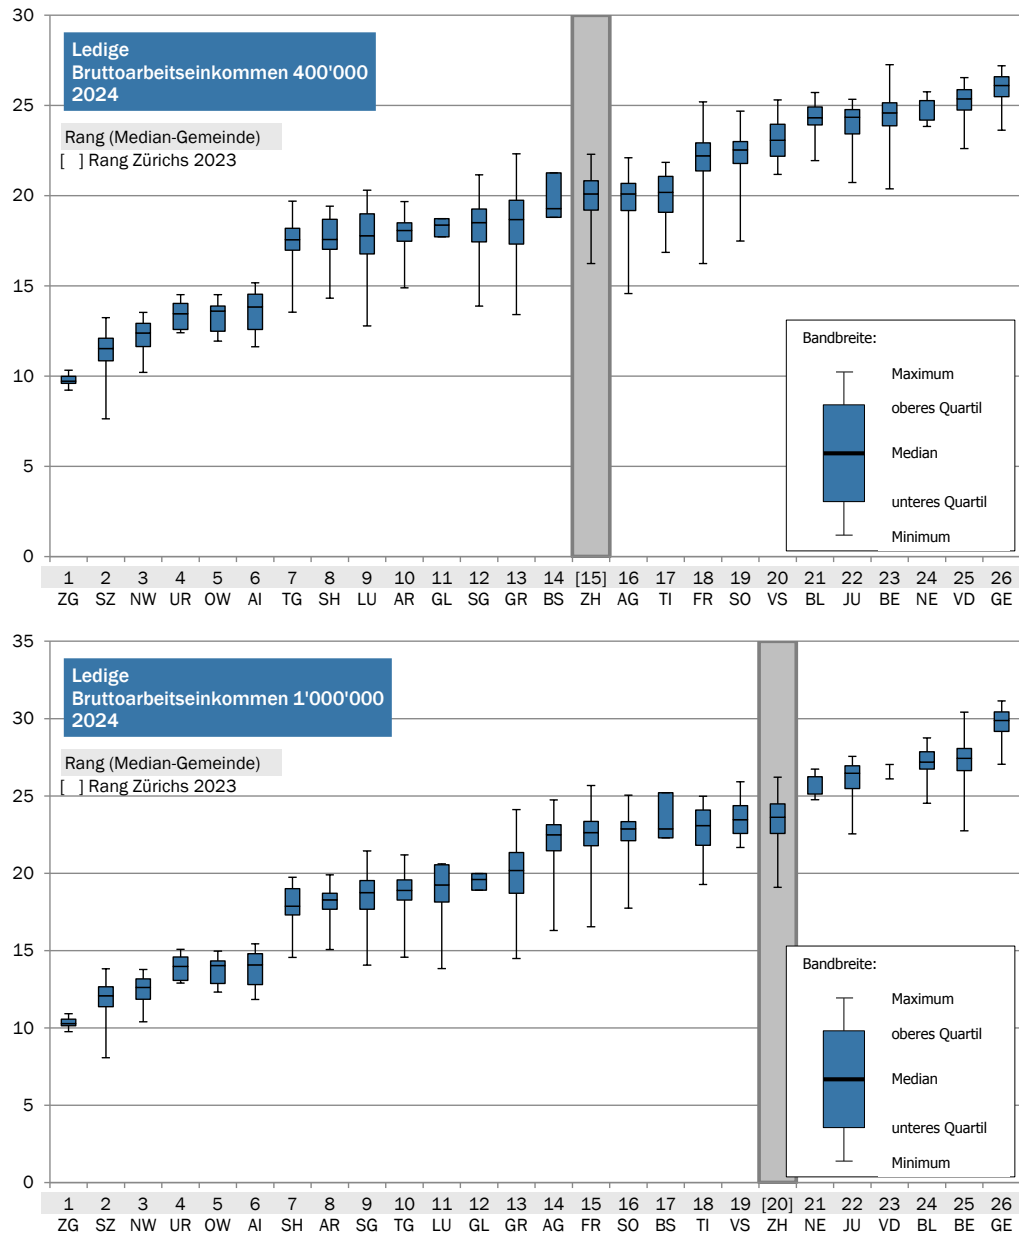 30
25
20
15
10
5
0
Ledige
Bruttoarbeitseinkommen 400'000
2024
Rang (Median-Gemeinde)
[ ] Rang Zürichs 2023
Bandbreite:
Maximum
oberes Quartil
Median
unteres Quartil
Minimum
1 2 3 4 5 6 7 8 9 10 11 12 13 14 [15] 16 17 18 19 20 21 22 23 24 25 26
ZG SZ NW UR OW AI TG SH LU AR GL SG GR BS ZH AG TI FR SO VS BL JU BE NE VD GE
35
30
25
20
15
10
5
0
Ledige
Bruttoarbeitseinkommen 1'000'000
2024
Rang (Median-Gemeinde)
[ ] Rang Zürichs 2023
Bandbreite:
Maximum
oberes Quartil
Median
unteres Quartil
Minimum
1 2 3 4 5 6 7 8 9 10 11 12 13 14 15 16 17 18 19 [20] 21 22 23 24 25 26
ZG SZ NW UR OW AI SH AR SG TG LU GL GR AG FR SO BS TI VS ZH NE JU VD BL BE GE